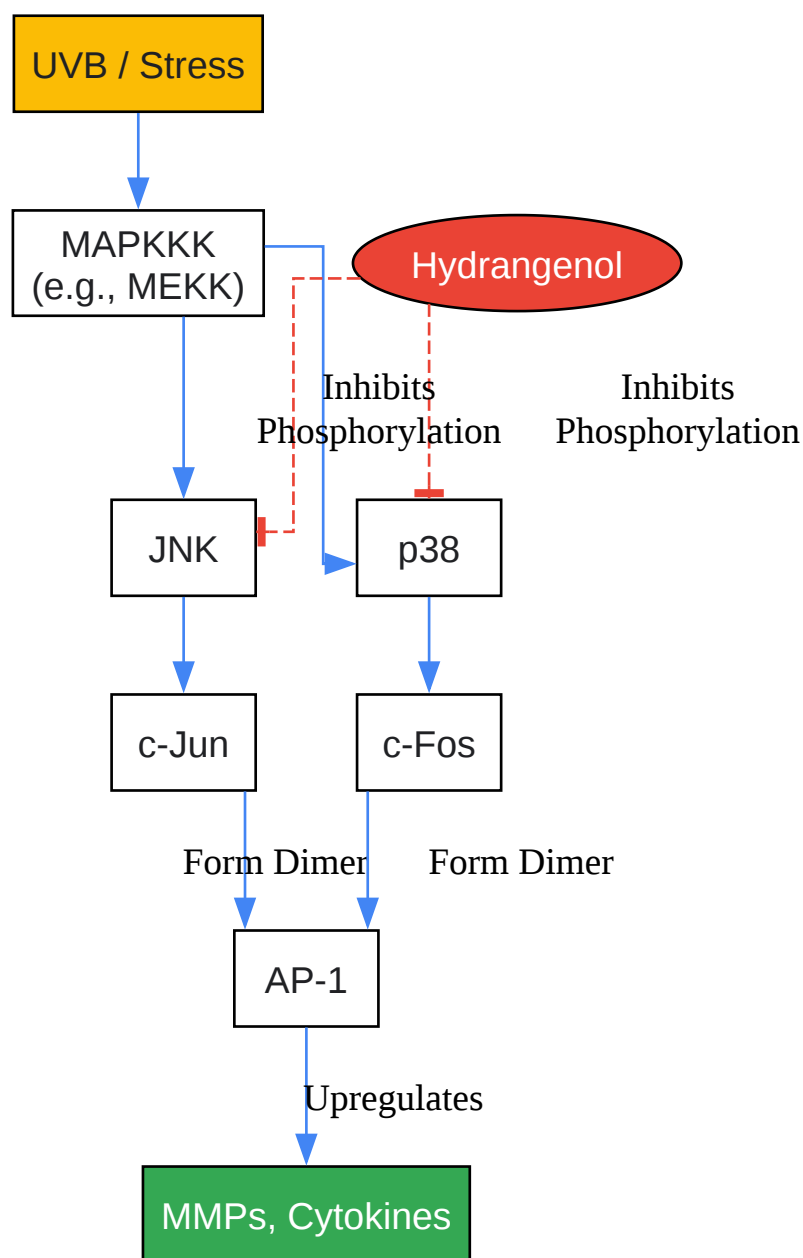 UVB / Stress
MAPKKK
(e.g., MEKK)
Hydrangenol
Inhibits
Phosphorylation
Inhibits
Phosphorylation
JNK
p38
c-Jun
c-Fos
Form Dimer
Form Dimer
AP-1
Upregulates
MMPs, Cytokines